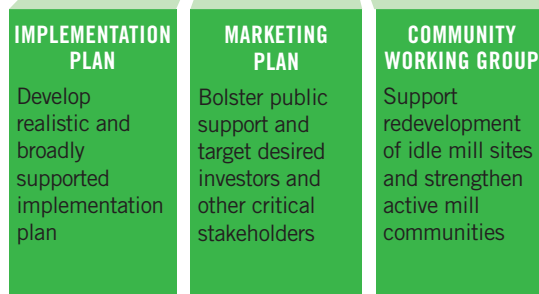 IMPLEMENTATION
PLAN
Develop
realistic and
broadly
supported
implementation
plan
MARKETING
PLAN
Bolster public
support and
target desired
investors and
other critical
stakeholders
COMMUNITY
WORKING GROUP
Support
redevelopment
of idle mill sites
and strengthen
active mill
communities